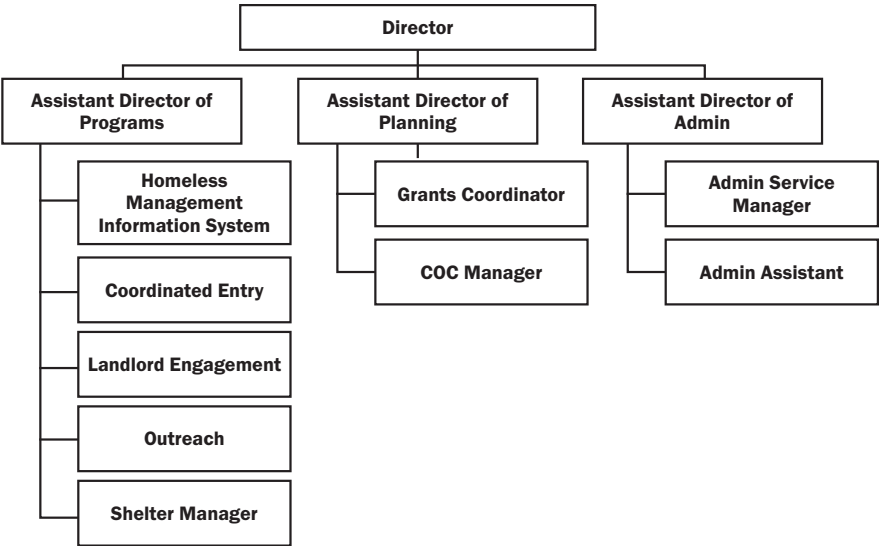 Director
Assistant Director of
Programs
Homeless
Management
Information System
Coordinated Entry
Landlord Engagement
Outreach
Shelter Manager
Assistant Director of
Planning
Grants Coordinator
COC Manager
Assistant Director of
Admin
Admin Service
Manager
Admin Assistant